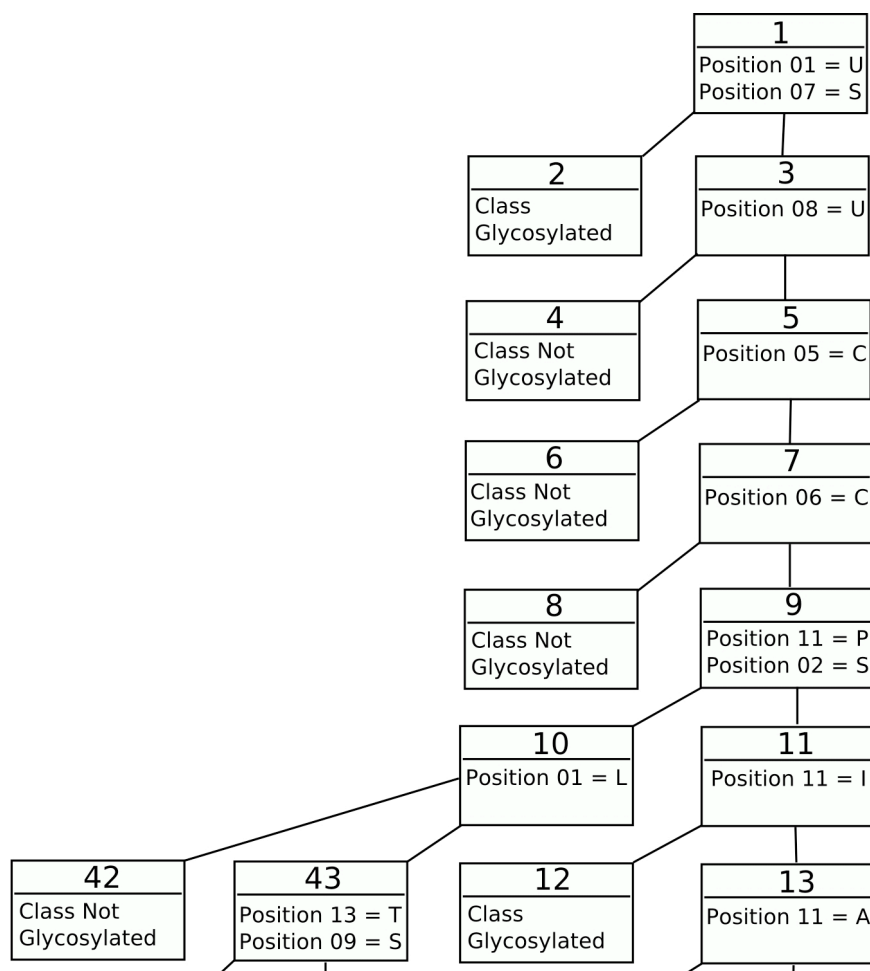 1
Position 01 = U
Position 07 = S
2
Class
Glycosylated
3
Position 08 = U
4
Class Not
Glycosylated
5
Position 05 = C
6
Class Not
Glycosylated
7
Position 06 = C
8
Class Not
Glycosylated
9
Position 11 = P
Position 02 = S
10
Position 01 = L
11
Position 11 = I
42
Class Not
Glycosylated
43
Position 13 = T
Position 09 = S
12
Class
Glycosylated
13
Position 11 = A